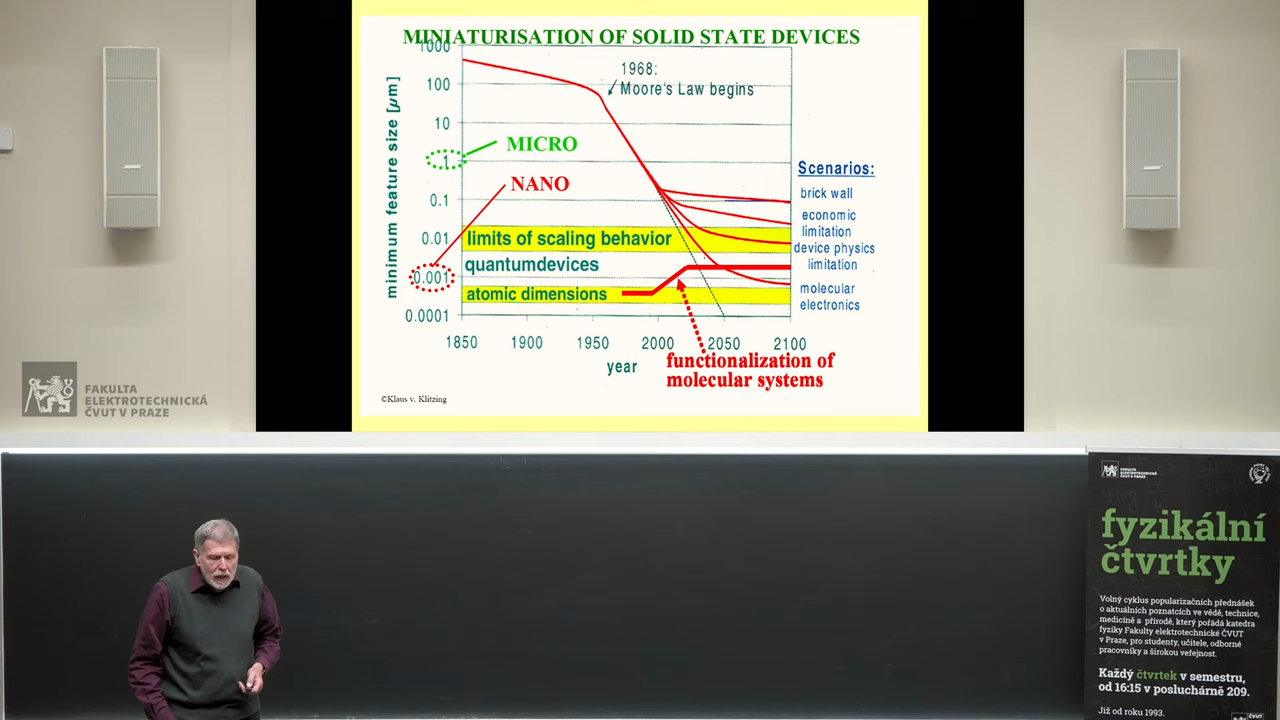 MINIATURISATION OF SOLID STATE DEVICES
minimum feature size [µm]
1000
100
10
1
0.1
0.01
0.001
0.0001
1968:
Moore's Law begins
MICRO
NANO
limits of scaling behavior
quantumdevices
atomic dimensions
Scenarios:
brick wall
economic
limitation
device physics
limitation
molecular
electronics
1850 1900 1950 2000 2050 2100
year
functionalization of
molecular systems
©Klaus v. Klitzing
FAKULTA
ELEKTROTECHNICKÁ
ČVUT V PRAZE
FAKULTA
ELEKTROTECHNICKÁ
ČVUT V PRAZE
fyzikální
čtvrtky
Volný cyklus popularizačních přednášek
o aktuálních poznatcích ve vědě, technice,
medicíně a přírodě, který pořádá katedra
fyziky Fakulty elektrotechnické ČVUT
v Praze, pro studenty, učitele, odborné
pracovníky a širokou veřejnost.
Každý čtvrtek v semestru,
od 16:15 v posluchárně 209.
Již od roku 1993.
ČVUT